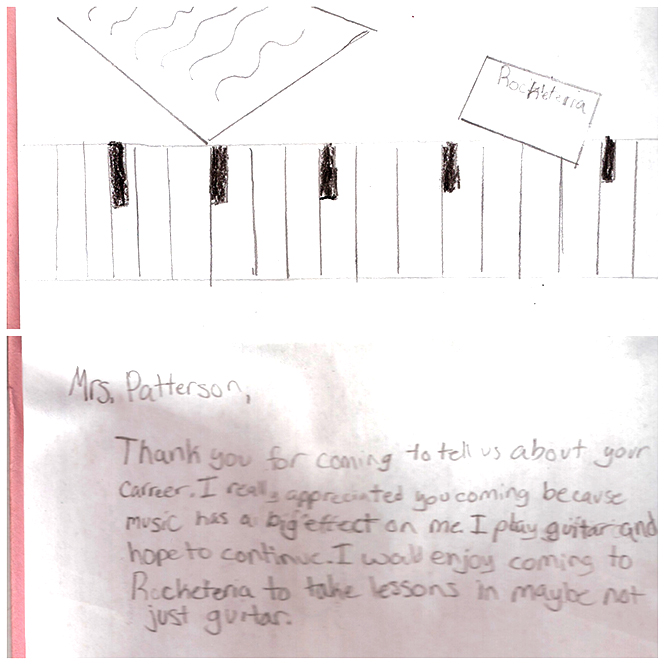 Rocketeria
Mrs. Patterson,
Thank you for coming to tell us about your
carreer. I really appreciated you coming because
music has a big effect on me. I play guitar and
hope to continue. I would enjoy coming to
Rocketeria to take lessons in maybe not
just guitar.